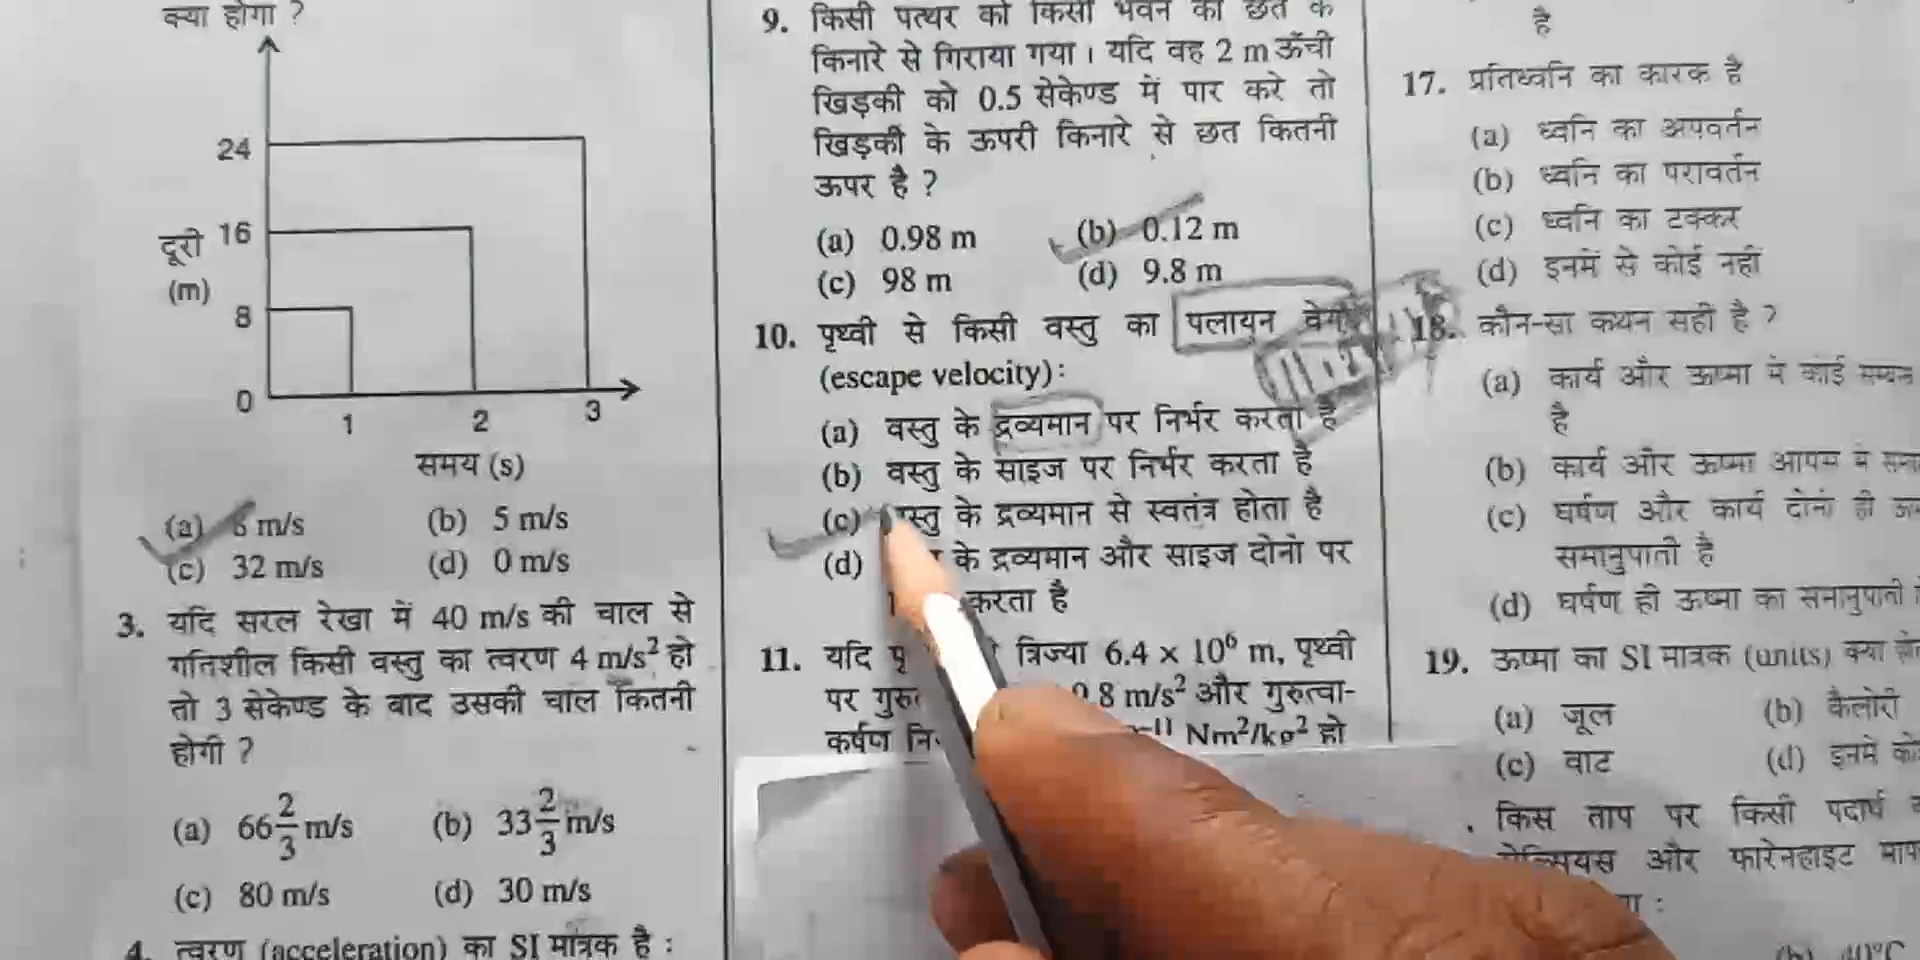 क्या होगा ?
24
दूरी 16
(m)
8
0
1
2
3
समय (s)
(a) 8 m/s (b) 5 m/s
(c) 32 m/s (d) 0 m/s
3. यदि सरल रेखा में 40 m/s की चाल से
गतिशील किसी वस्तु का त्वरण 4 m/s² हो
तो 3 सेकेण्ड के बाद उसकी चाल कितनी
होगी ?
(a) 66 2/3 m/s (b) 33 2/3 m/s
(c) 80 m/s (d) 30 m/s
4. त्वरण (acceleration) का SI मात्रक है :
9. किसी पत्थर को किसी भवन की छत के
किनारे से गिराया गया । यदि वह 2 m ऊँची
खिड़की को 0.5 सेकेण्ड में पार करे तो
खिड़की के ऊपरी किनारे से छत कितनी
ऊपर है ?
(a) 0.98 m (b) 0.12 m
(c) 98 m (d) 9.8 m
10. पृथ्वी से किसी वस्तु का पलायन वेग
(escape velocity) :
(a) वस्तु के द्रव्यमान पर निर्भर करता है
(b) वस्तु के साइज पर निर्भर करता है
(c) वस्तु के द्रव्यमान से स्वतंत्र होता है
(d) के द्रव्यमान और साइज दोनों पर
करता है
11. यदि पृ त्रिज्या 6.4 × 10⁶ m, पृथ्वी
पर गुरु 9.8 m/s² और गुरुत्वा-
कर्षण नि Nm²/kg² हो
है
17. प्रतिध्वनि का कारक है
(a) ध्वनि का अपवर्तन
(b) ध्वनि का परावर्तन
(c) ध्वनि का टक्कर
(d) इनमें से कोई नहीं
18. कौन-सा कथन सही है ?
(a) कार्य और ऊष्मा में कोई
है
(b) कार्य और ऊष्मा आपस में
(c) घर्षण और कार्य दोनों ही
समानुपाती है
(d) घर्षण ही ऊष्मा का समानुपाती
19. ऊष्मा का SI मात्रक (units) क्या
(a) जूल (b) कैलोरी
(c) वाट (d) इनमें
किस ताप पर किसी पदार्थ
और फारेनहाइट
(b) 40°C